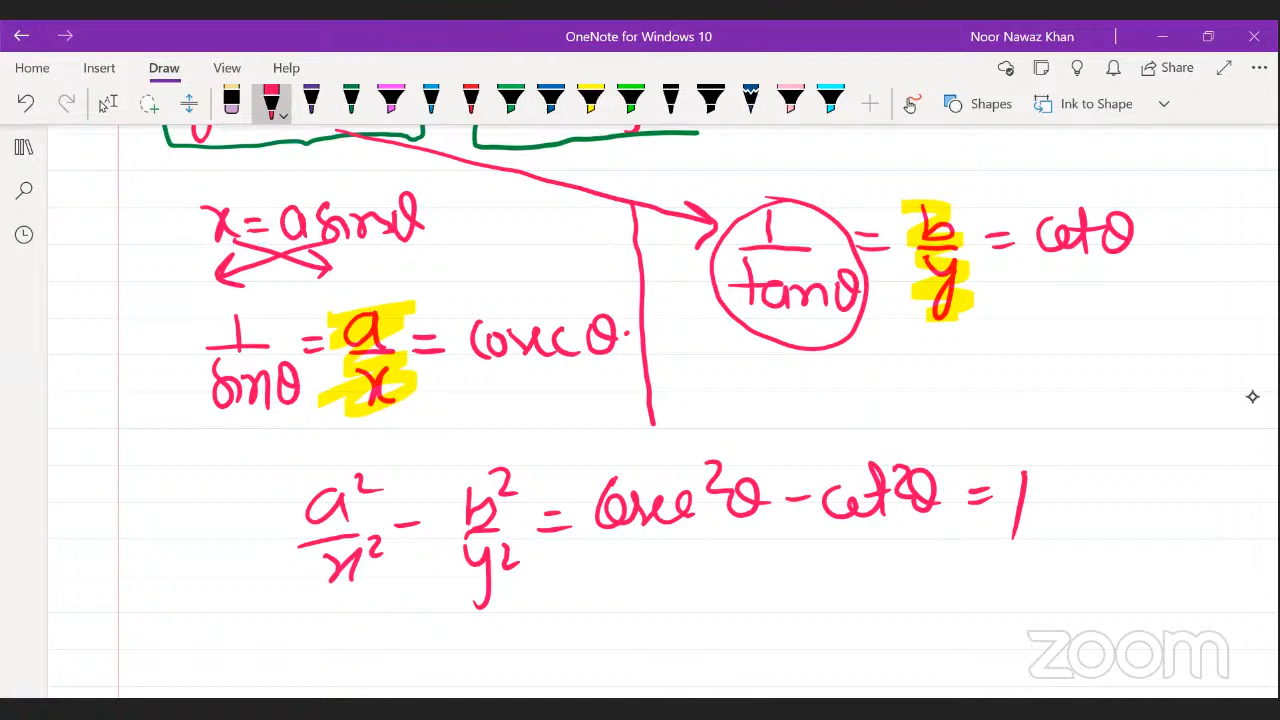 OneNote for Windows 10
Noor Nawaz Khan
Home Insert Draw View Help
Share
Shapes
Ink to Shape
x = a sinθ
1/tanθ = b/y = cotθ
1/sinθ = a/x = cosecθ.
a²/x² - b²/y² = cosec²θ - cot²θ = 1
zoom